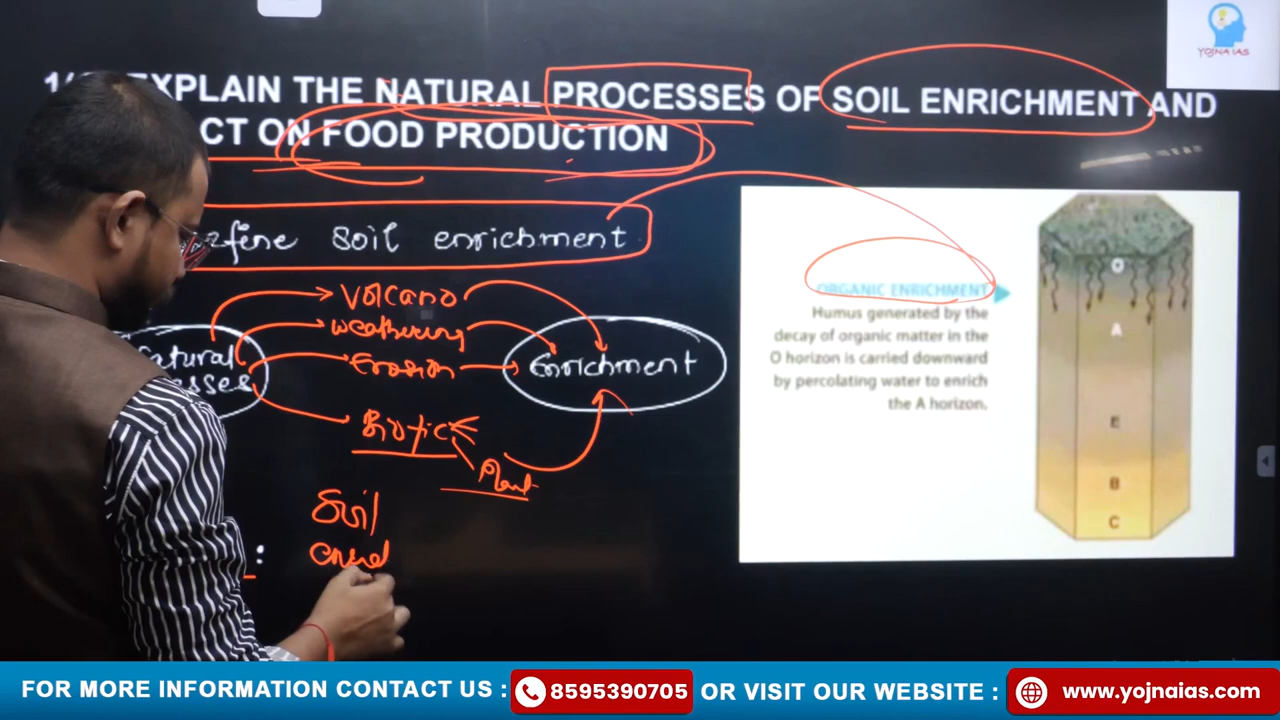 YOJNA IAS
EXPLAIN THE NATURAL PROCESSES OF SOIL ENRICHMENT AND
CT ON FOOD PRODUCTION
fine soil enrichment
Volcano
Weathering
Erosion
Enrichment
Biotic
Plant
Soil
:
ORGANIC ENRICHMENT
Humus generated by the
decay of organic matter in the
O horizon is carried downward
by percolating water to enrich
the A horizon.
O
A
E
B
C
FOR MORE INFORMATION CONTACT US : 8595390705 OR VISIT OUR WEBSITE : www.yojnaias.com